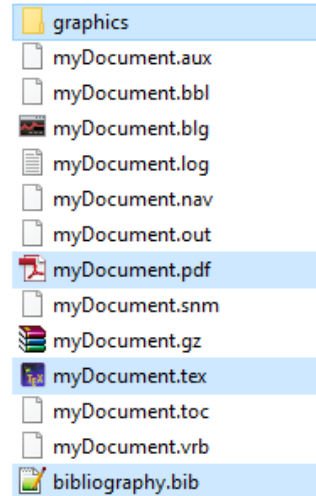 graphics
myDocument.aux
myDocument.bbl
myDocument.blg
myDocument.log
myDocument.nav
myDocument.out
myDocument.pdf
myDocument.snm
myDocument.gz
myDocument.tex
myDocument.toc
myDocument.vrb
bibliography.bib